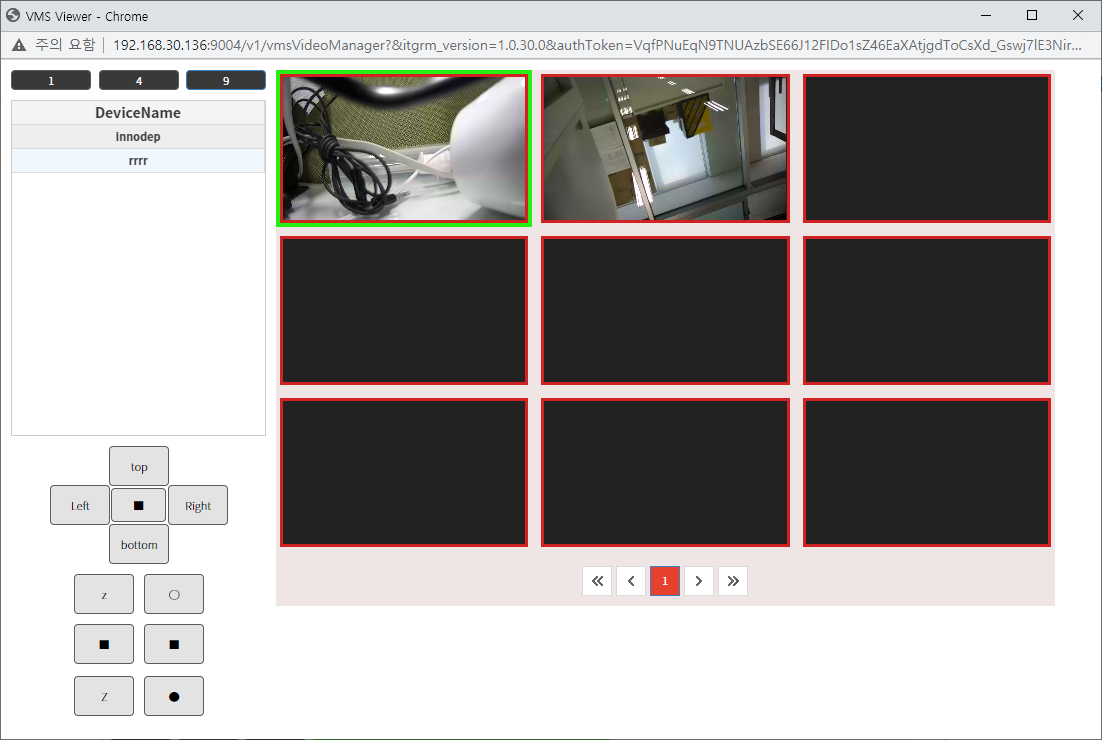 VMS Viewer - Chrome
주의 요함
192.168.30.136:9004/v1/vmsVideoManager?&itgrm_version=1.0.30.0&authToken=VqfPNuEqN9TNUAzbSE66J12FIDo1sZ46EaXAtjgdToCsXd_Gswj7lE3Nir...
1 4 9
DeviceName
innodep
rrrr
top
Left ■ Right
bottom
z ○
■ ■
Z ●
« ‹ 1 › »